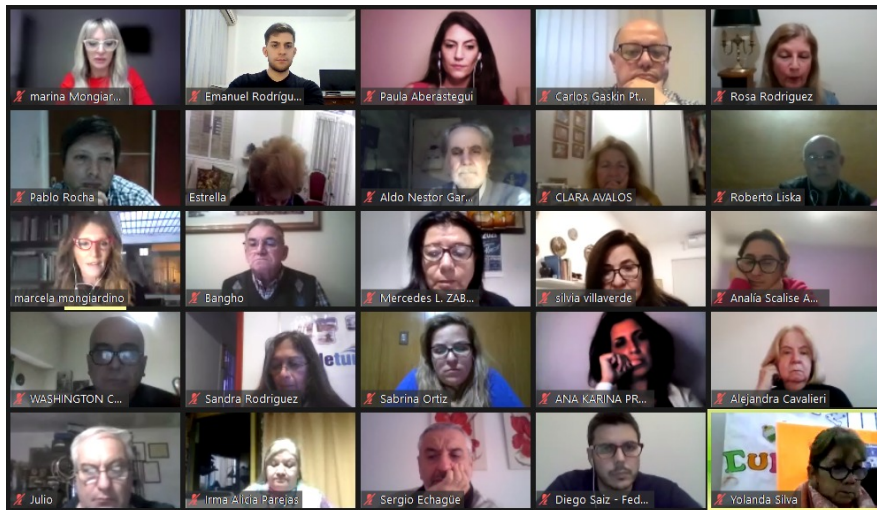 marina Mongiar...
Emanuel Rodrígu...
Paula Aberastegui
Carlos Gaskin Pt...
Rosa Rodriguez
Pablo Rocha
Estrella
Aldo Nestor Gar...
CLARA AVALOS
Roberto Liska
marcela mongiardino
Bangho
Mercedes L. ZAB...
silvia villaverde
Analía Scalise A...
WASHINGTON C...
Sandra Rodriguez
Sabrina Ortiz
ANA KARINA PR...
Alejandra Cavalieri
Julio
Irma Alicia Parejas
Sergio Echagüe
Diego Saiz - Fed...
Yolanda Silva